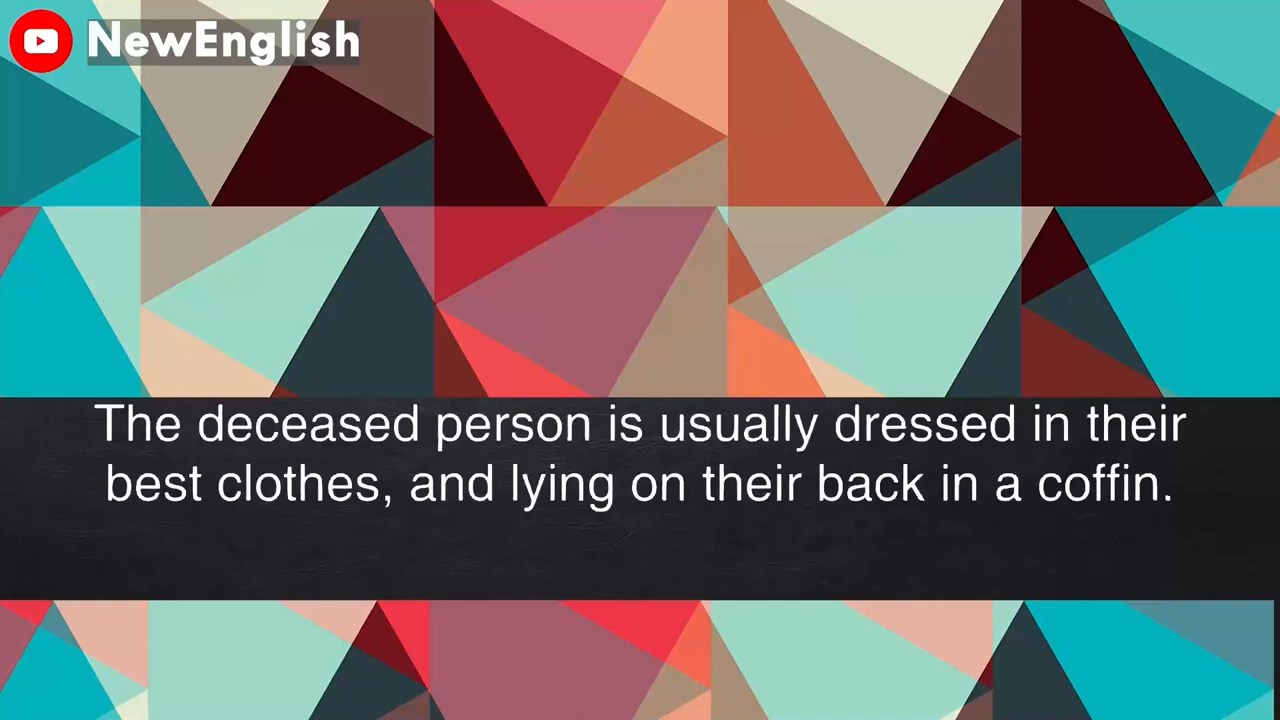 NewEnglish
The deceased person is usually dressed in their
best clothes, and lying on their back in a coffin.